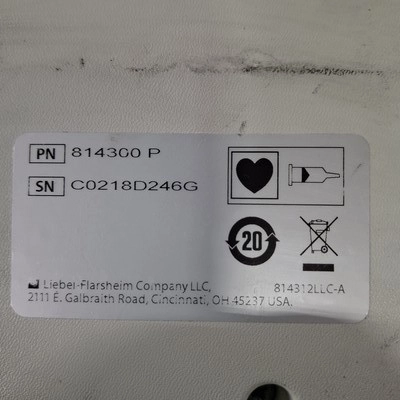 PN 814300 P
SN C0218D246G
20
Liebel-Flarsheim Company LLC,
2111 E. Galbraith Road, Cincinnati, OH 45237 USA.
814312LLC-A